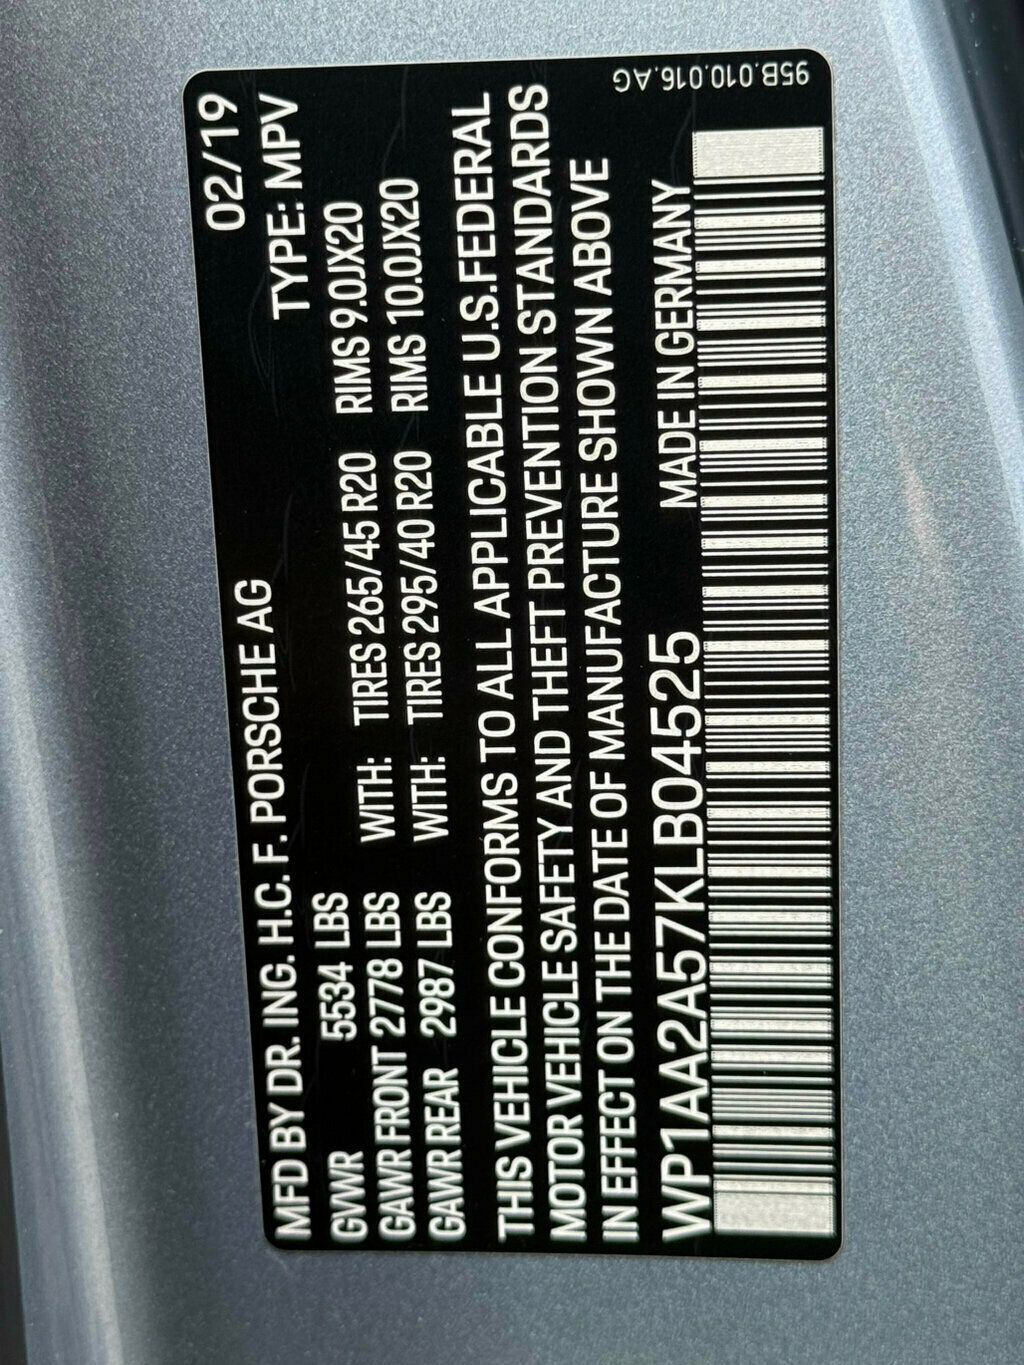 02/19
MFD BY DR. ING. H.C. F. PORSCHE AG TYPE: MPV
GVWR 5534 LBS WITH: TIRES 265/45 R20 RIMS 9.0JX20
GAWR FRONT 2778 LBS WITH: TIRES 295/40 R20 RIMS 10.0JX20
GAWR REAR 2987 LBS
THIS VEHICLE CONFORMS TO ALL APPLICABLE U.S.FEDERAL
MOTOR VEHICLE SAFETY AND THEFT PREVENTION STANDARDS
IN EFFECT ON THE DATE OF MANUFACTURE SHOWN ABOVE
MADE IN GERMANY
WP1AA2A57KLB04525
95B.010.016.AG